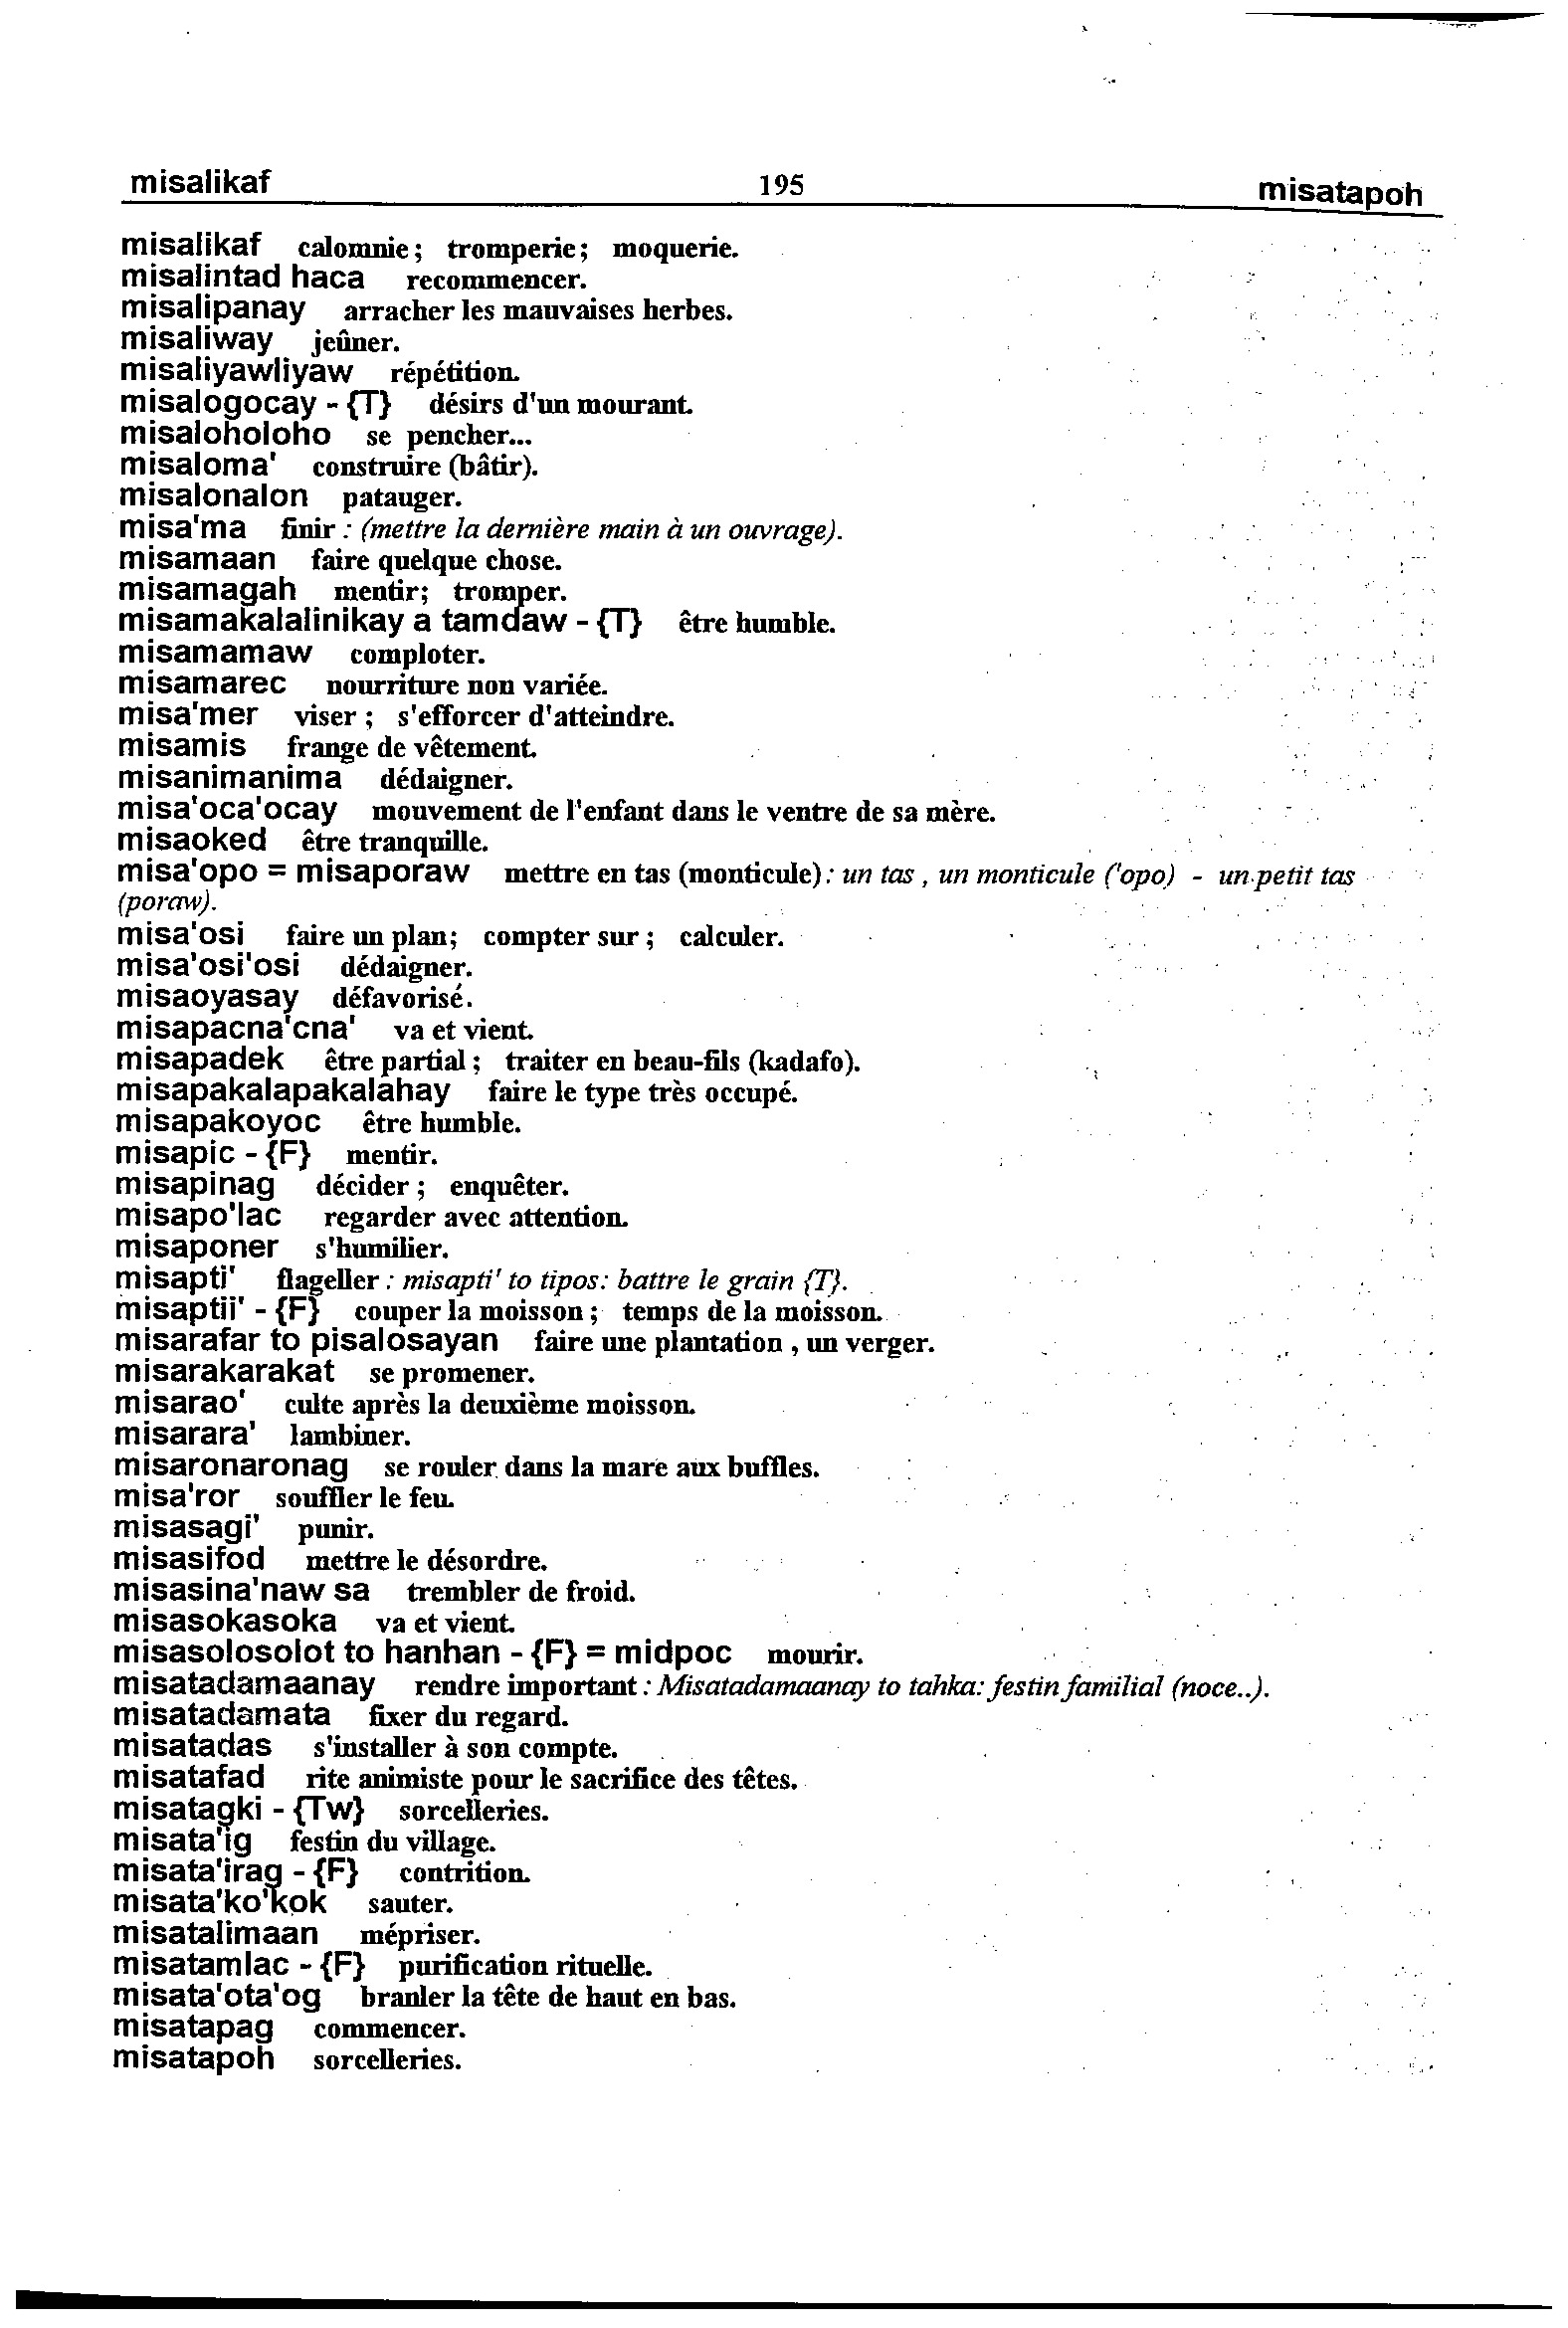 misalikaf 195 misatapoh
misalikaf calomnie ; tromperie ; moquerie.
misalintad haca recommencer.
misalipanay arracher les mauvaises herbes.
misaliway jeûner.
misaliyawliyaw répétition.
misalogocay - {T} désirs d'un mourant.
misaloholoho se pencher...
misaloma' construire (bâtir).
misalonalon patauger.
misa'ma finir : (mettre la dernière main à un ouvrage).
misamaan faire quelque chose.
misamagah mentir; tromper.
misamakalalinikay a tamdaw - {T} être humble.
misamamaw comploter.
misamarec nourriture non variée.
misa'mer viser ; s'efforcer d'atteindre.
misamis frange de vêtement.
misanimanima dédaigner.
misa'oca'ocay mouvement de l'enfant dans le ventre de sa mère.
misaoked être tranquille.
misa'opo = misaporaw mettre en tas (monticule) : un tas , un monticule ('opo) - un petit tas
(poraw).
misa'osi faire un plan; compter sur ; calculer.
misa'osi'osi dédaigner.
misaoyasay défavorisé.
misapacna'cna' va et vient.
misapadek être partial ; traiter en beau-fils (kadafo).
misapakalapakalahay faire le type très occupé.
misapakoyoc être humble.
misapic - {F} mentir.
misapinag décider ; enquêter.
misapo'lac regarder avec attention.
misaponer s'humilier.
misapti' flageller : misapti' to tipos: battre le grain {T}.
misaptii' - {F} couper la moisson ; temps de la moisson.
misarafar to pisalosayan faire une plantation , un verger.
misarakarakat se promener.
misarao' culte après la deuxième moisson.
misarara' lambiner.
misaronaronag se rouler dans la mare aux buffles.
misa'ror souffler le feu.
misasagi' punir.
misasifod mettre le désordre.
misasina'naw sa trembler de froid.
misasokasoka va et vient.
misasolosolot to hanhan - {F} = midpoc mourir.
misatadamaanay rendre important : Misatadamaanay to tahka: festin familial (noce..).
misatadamata fixer du regard.
misatadas s'installer à son compte.
misatafad rite animiste pour le sacrifice des têtes.
misatagki - {Tw} sorcelleries.
misata'ig festin du village.
misata'irag - {F} contrition.
misata'ko'kok sauter.
misatalimaan mépriser.
misatamlac - {F} purification rituelle.
misata'ota'og branler la tête de haut en bas.
misatapag commencer.
misatapoh sorcelleries.